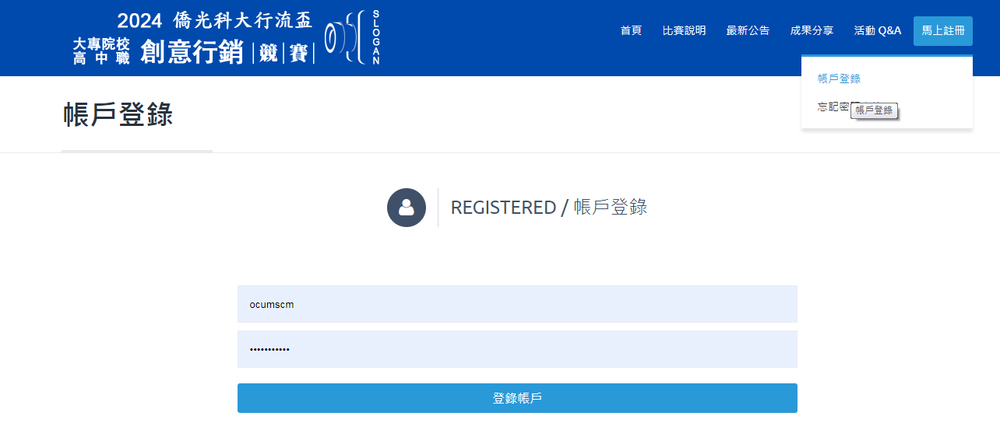 2024 僑光科大行流盃
大專院校
高中職
創意行銷|競|賽|
SLOGAN
首頁
比賽說明
最新公告
成果分享
活動 Q&A
馬上註冊
帳戶登錄
忘記密
帳戶登錄
帳戶登錄
REGISTERED / 帳戶登錄
ocumscm
•••••••••••
登錄帳戶